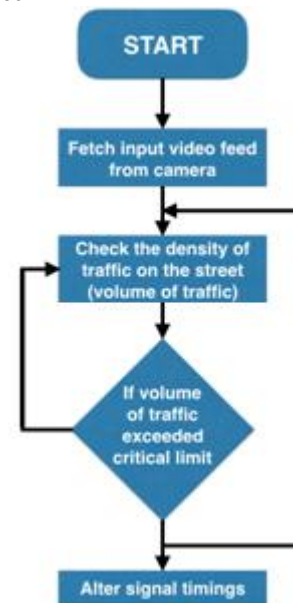 START
Fetch input video feed
from camera
Check the density of
traffic on the street
(volume of traffic)
If volume
of traffic
exceeded
critical limit
Alter signal timings